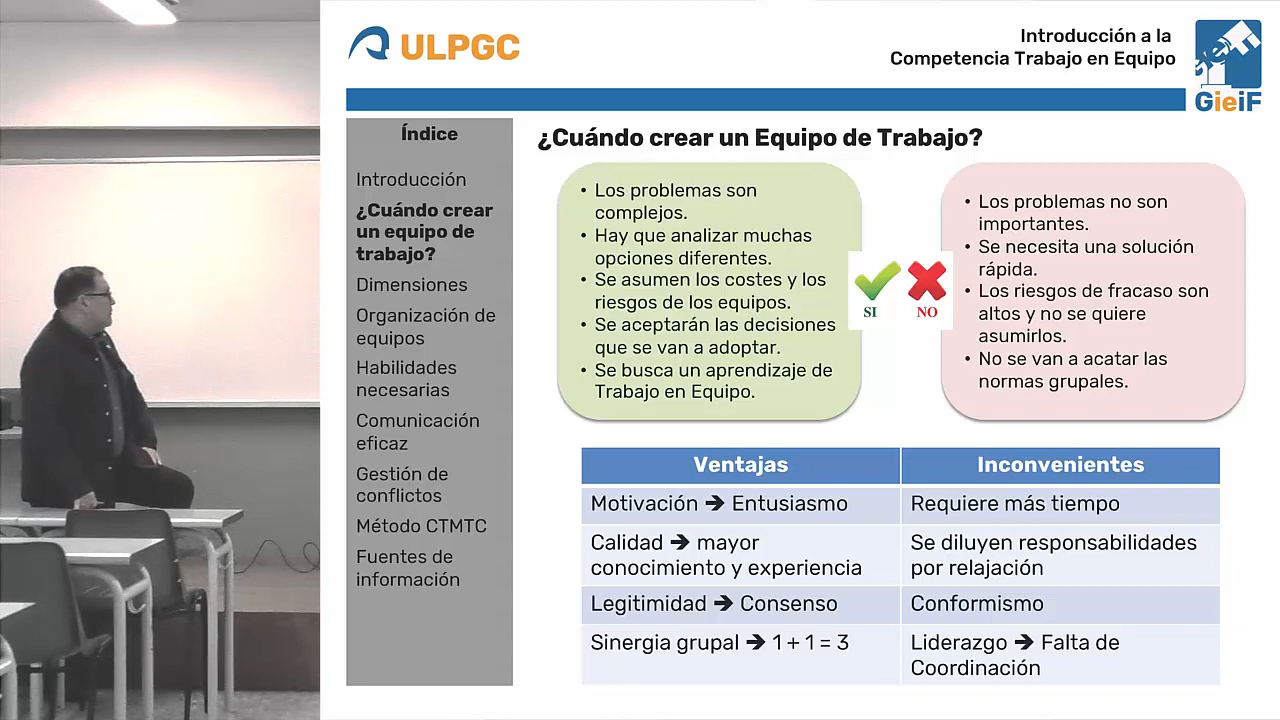 ULPGC
Introducción a la
Competencia Trabajo en Equipo
GieiF
Índice
Introducción
¿Cuándo crear
un equipo de
trabajo?
Dimensiones
Organización de
equipos
Habilidades
necesarias
Comunicación
eficaz
Gestión de
conflictos
Método CTMTC
Fuentes de
información
¿Cuándo crear un Equipo de Trabajo?
• Los problemas son
complejos.
• Hay que analizar muchas
opciones diferentes.
• Se asumen los costes y los
riesgos de los equipos.
• Se aceptarán las decisiones
que se van a adoptar.
• Se busca un aprendizaje de
Trabajo en Equipo.
SI
NO
• Los problemas no son
importantes.
• Se necesita una solución
rápida.
• Los riesgos de fracaso son
altos y no se quiere
asumirlos.
• No se van a acatar las
normas grupales.
Ventajas
Inconvenientes
Motivación ➔ Entusiasmo
Requiere más tiempo
Calidad ➔ mayor
conocimiento y experiencia
Se diluyen responsabilidades
por relajación
Legitimidad ➔ Consenso
Conformismo
Sinergia grupal ➔ 1 + 1 = 3
Liderazgo ➔ Falta de
Coordinación